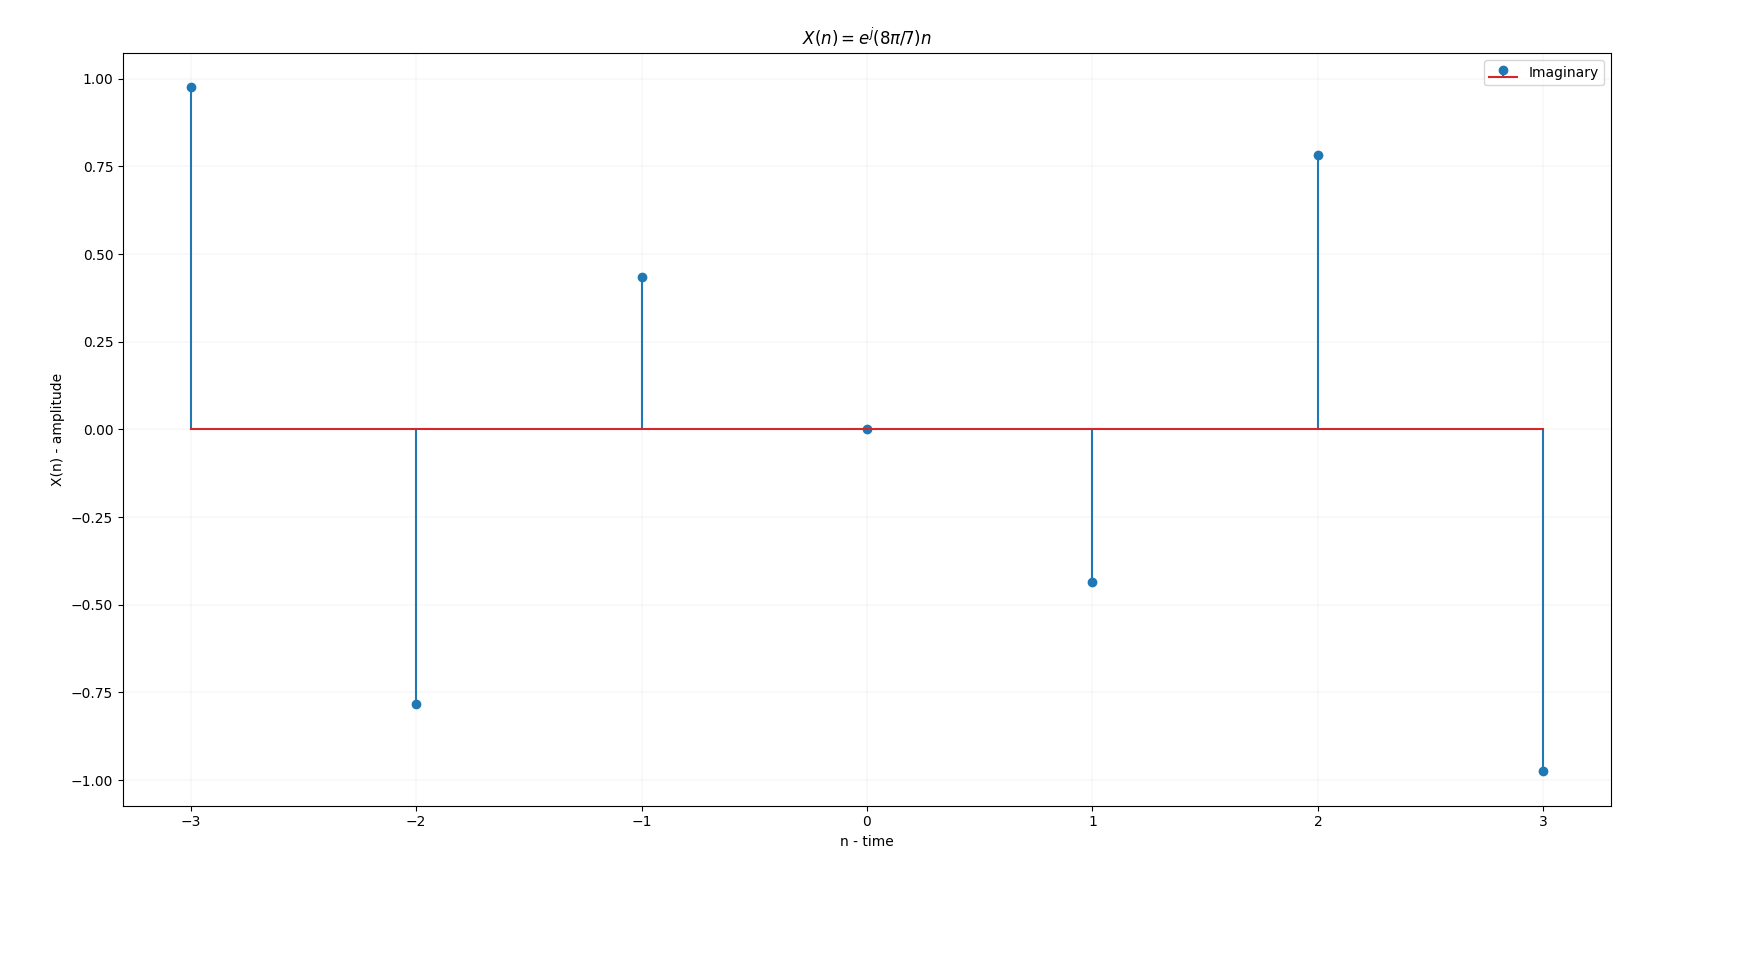 X(n) = e^j(8π/7)n
Imaginary
1.00
0.75
0.50
0.25
0.00
−0.25
−0.50
−0.75
−1.00
X(n) - amplitude
−3 −2 −1 0 1 2 3
n - time